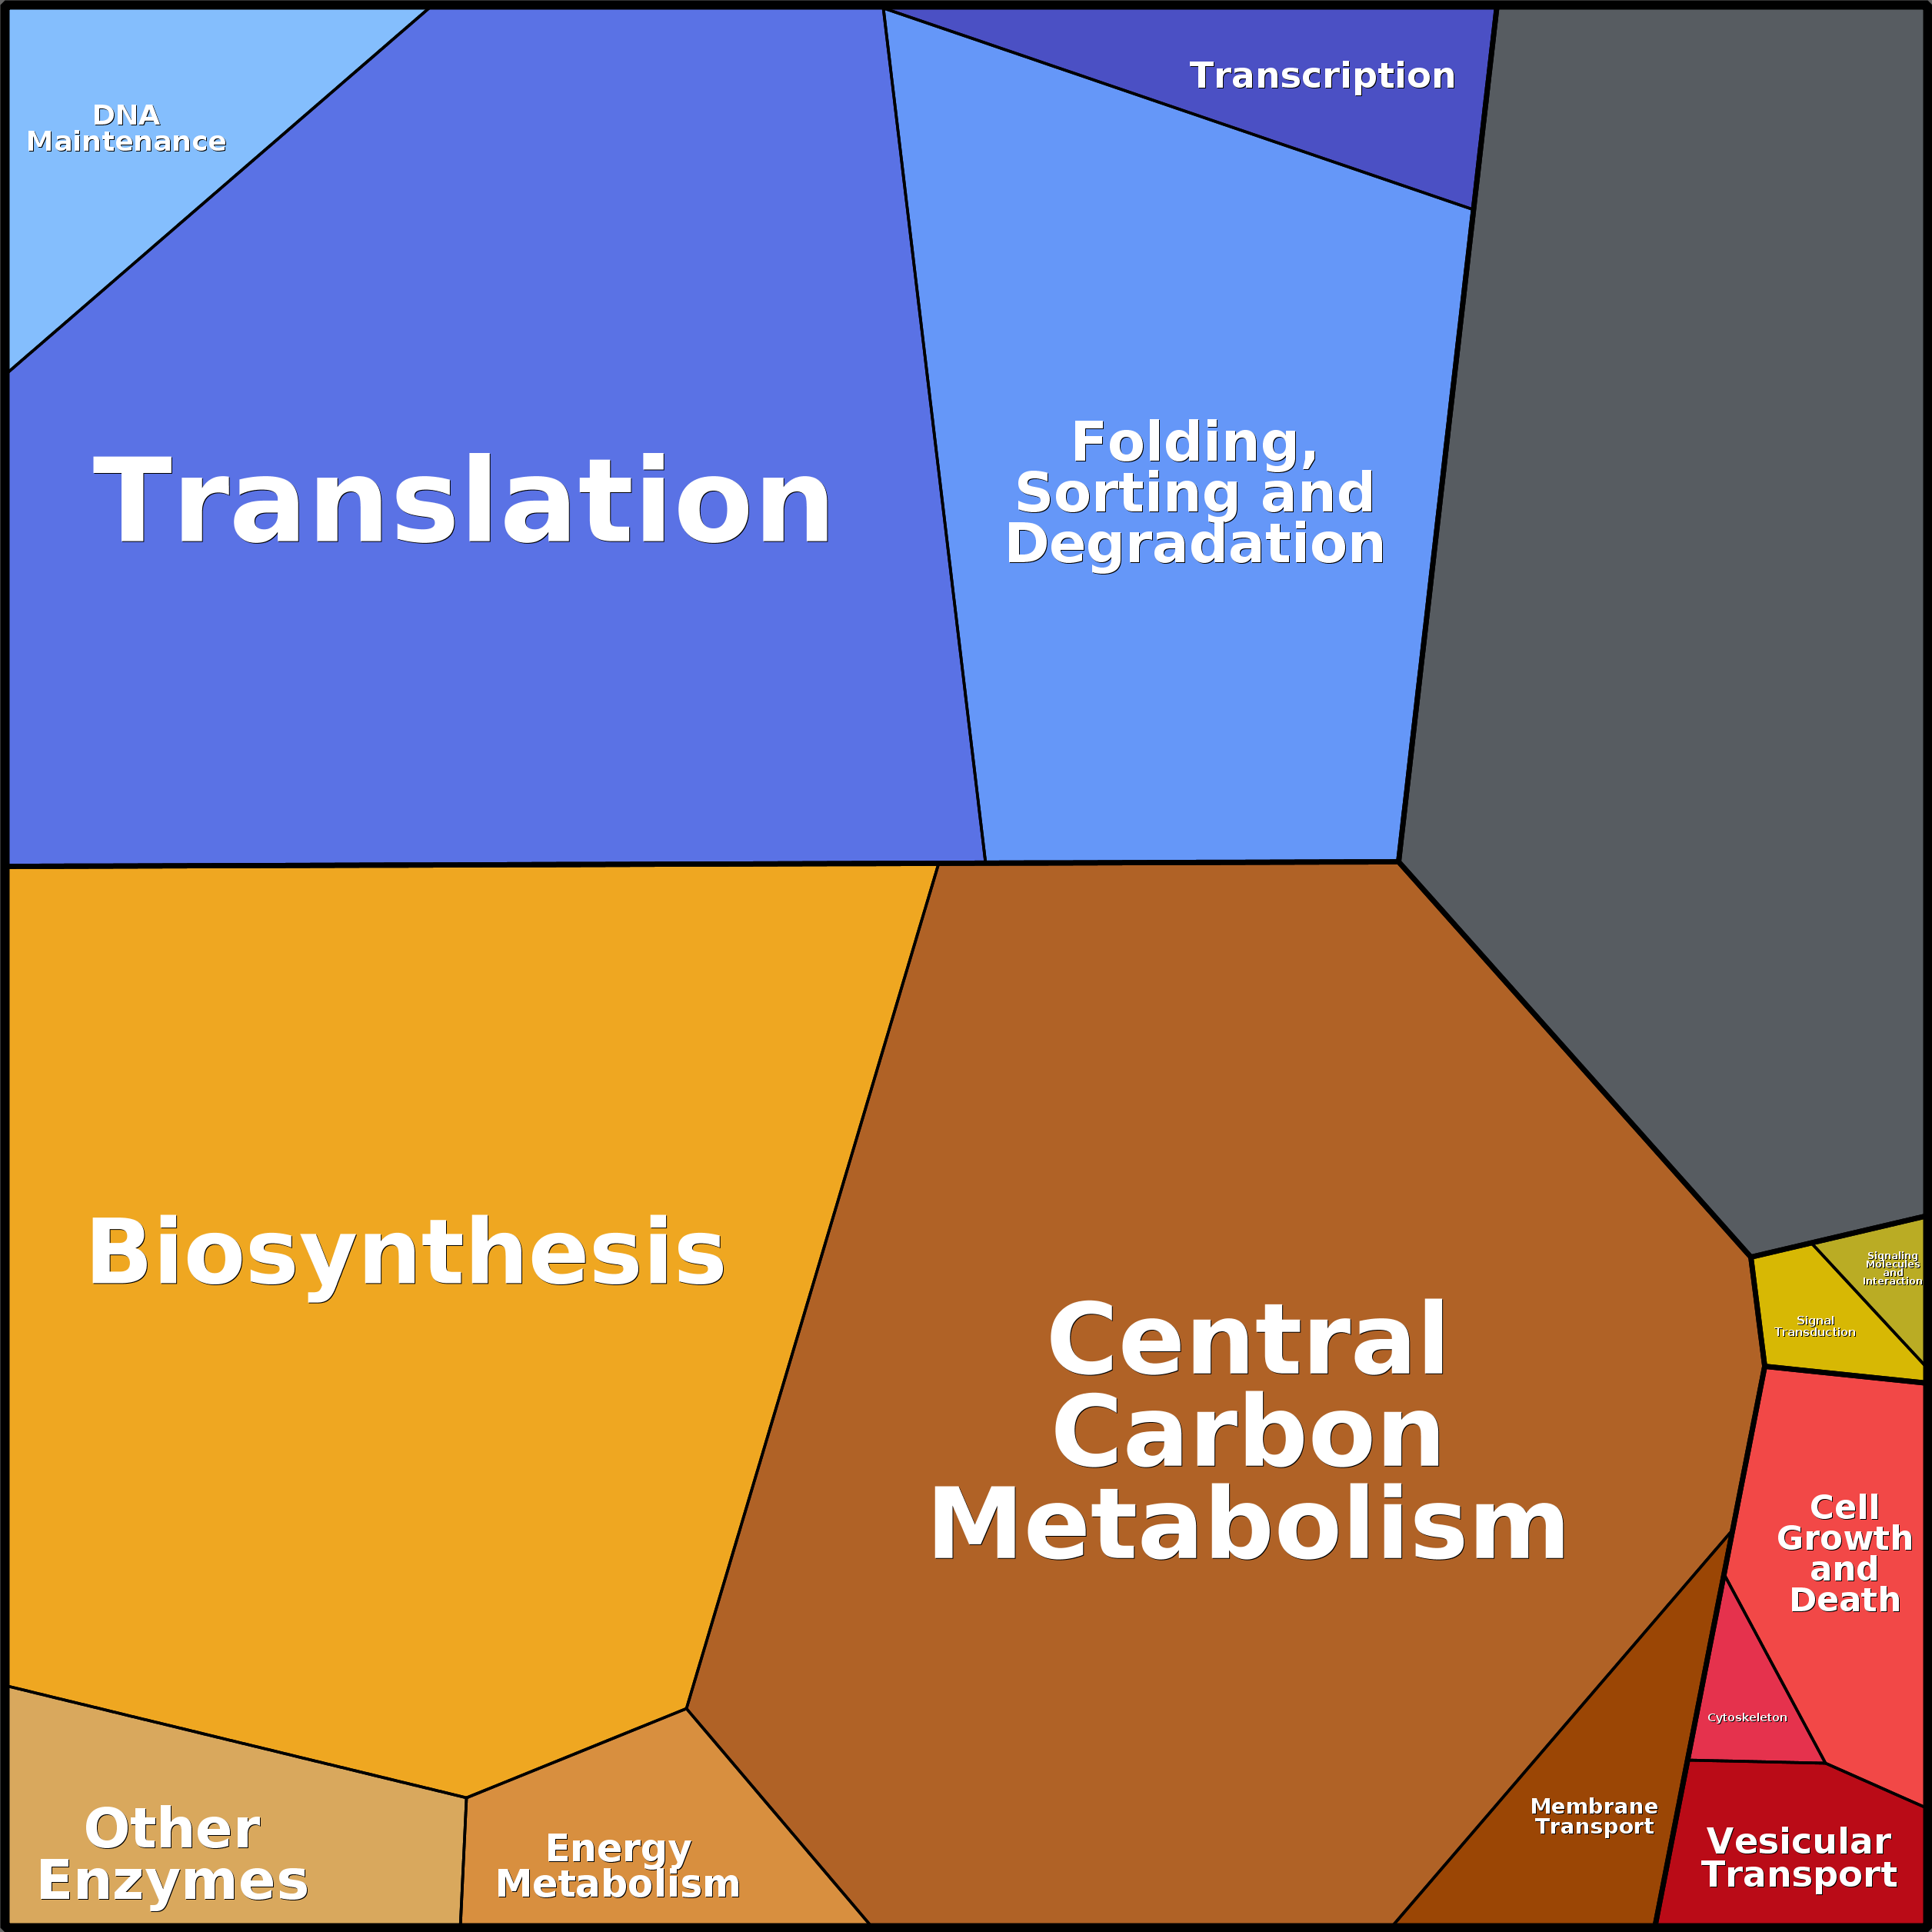 DNA
Maintenance
Transcription
Translation
Folding,
Sorting and
Degradation
Biosynthesis
Central
Carbon
Metabolism
Signaling
Molecules
and
Interaction
Signal
Transduction
Cell
Growth
and
Death
Cytoskeleton
Membrane
Transport
Vesicular
Transport
Other
Enzymes
Energy
Metabolism